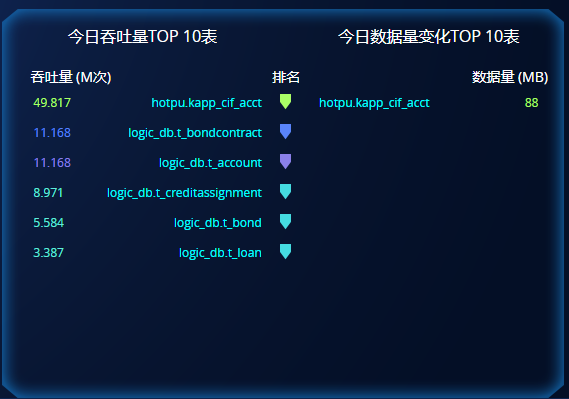 今日吞吐量TOP 10表 今日数据量变化TOP 10表
吞吐量 (M次) 排名 数据量 (MB)
49.817 hotpu.kapp_cif_acct hotpu.kapp_cif_acct 88
11.168 logic_db.t_bondcontract
11.168 logic_db.t_account
8.971 logic_db.t_creditassignment
5.584 logic_db.t_bond
3.387 logic_db.t_loan